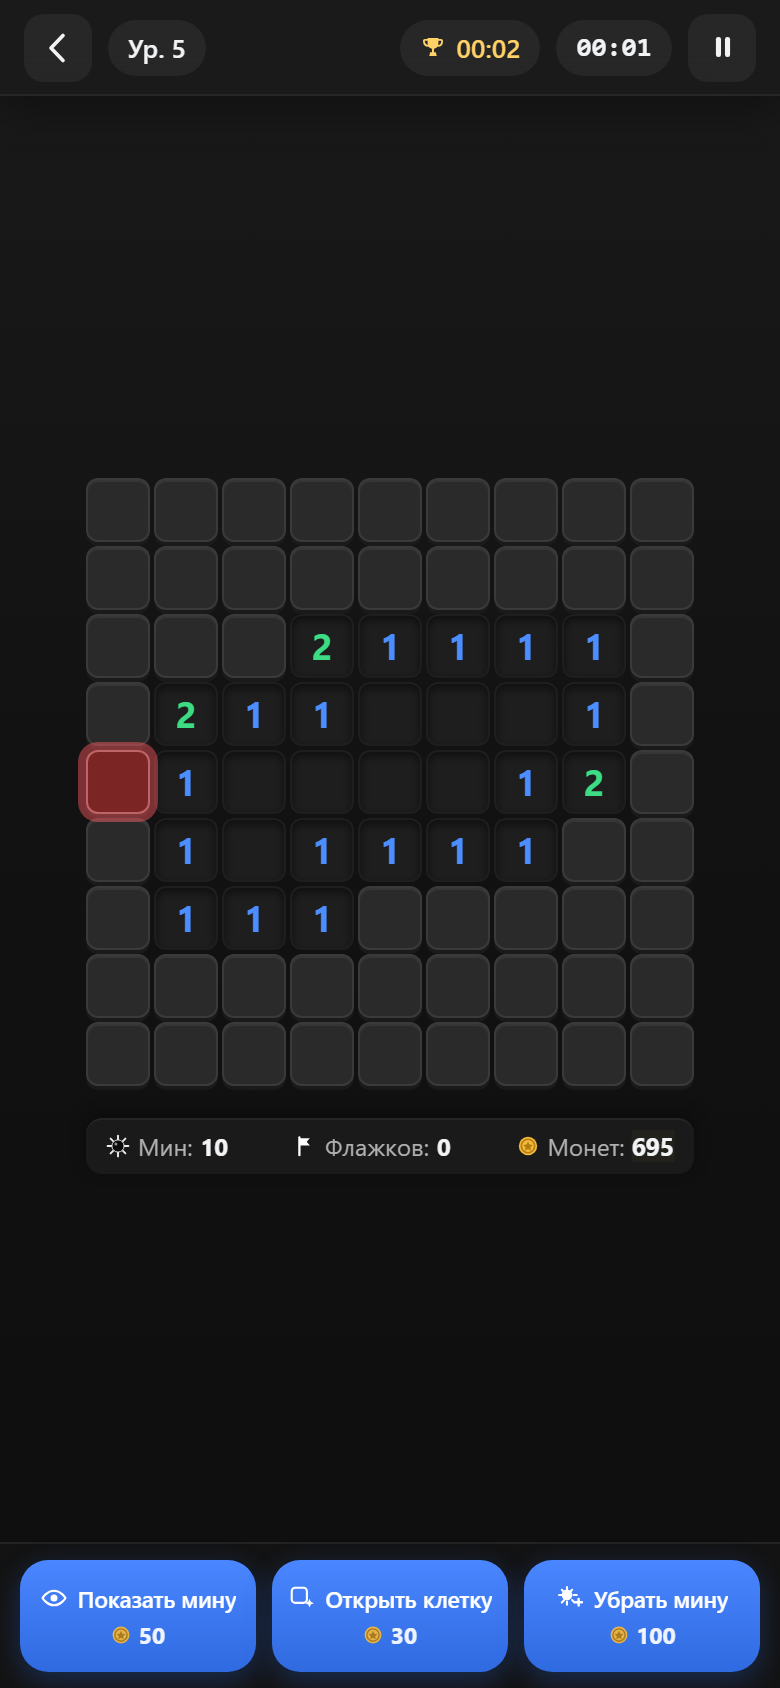 Ур. 5 00:02 00:01
2 1 1 1 1
2 1 1 1
1 1 2
1 1 1 1 1
1 1 1
Мин: 10 Флажков: 0 Монет: 695
Показать мину Открыть клетку Убрать мину
50 30 100